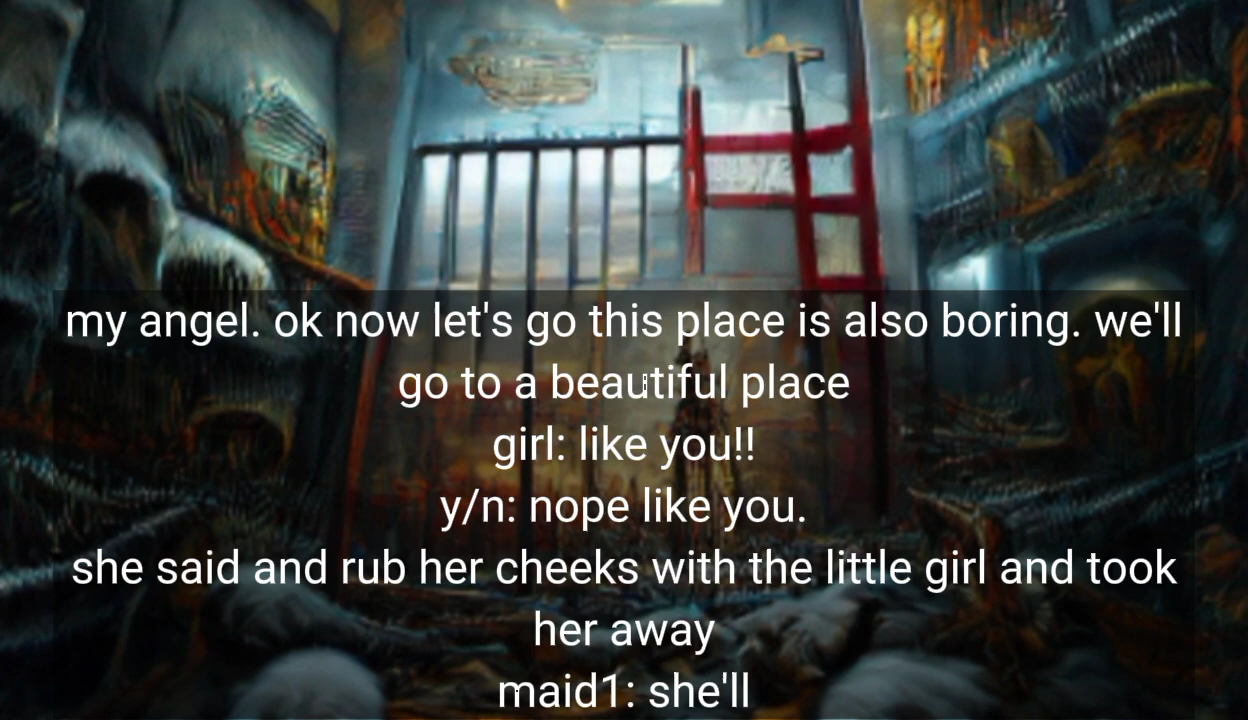 my angel. ok now let's go this place is also boring. we'll
go to a beautiful place
girl: like you!!
y/n: nope like you.
she said and rub her cheeks with the little girl and took
her away
maid1: she'll